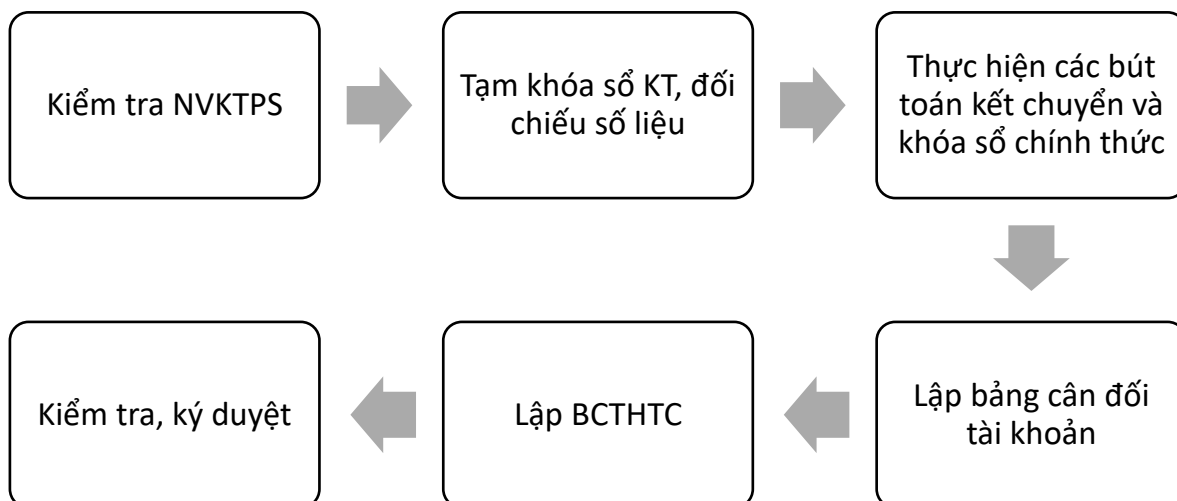 Kiểm tra NVKTPS
Tạm khóa sổ KT, đối
chiếu số liệu
Thực hiện các bút
toán kết chuyển và
khóa sổ chính thức
Lập bảng cân đối
tài khoản
Lập BCTHTC
Kiểm tra, ký duyệt